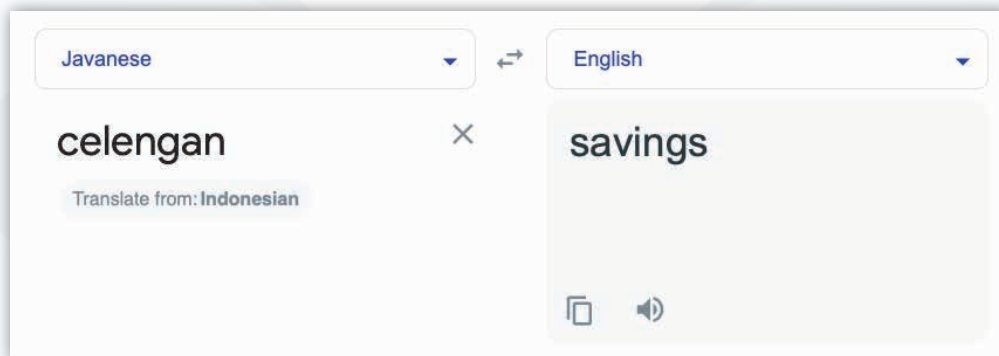 Javanese
English
celengan
savings
Translate from: Indonesian